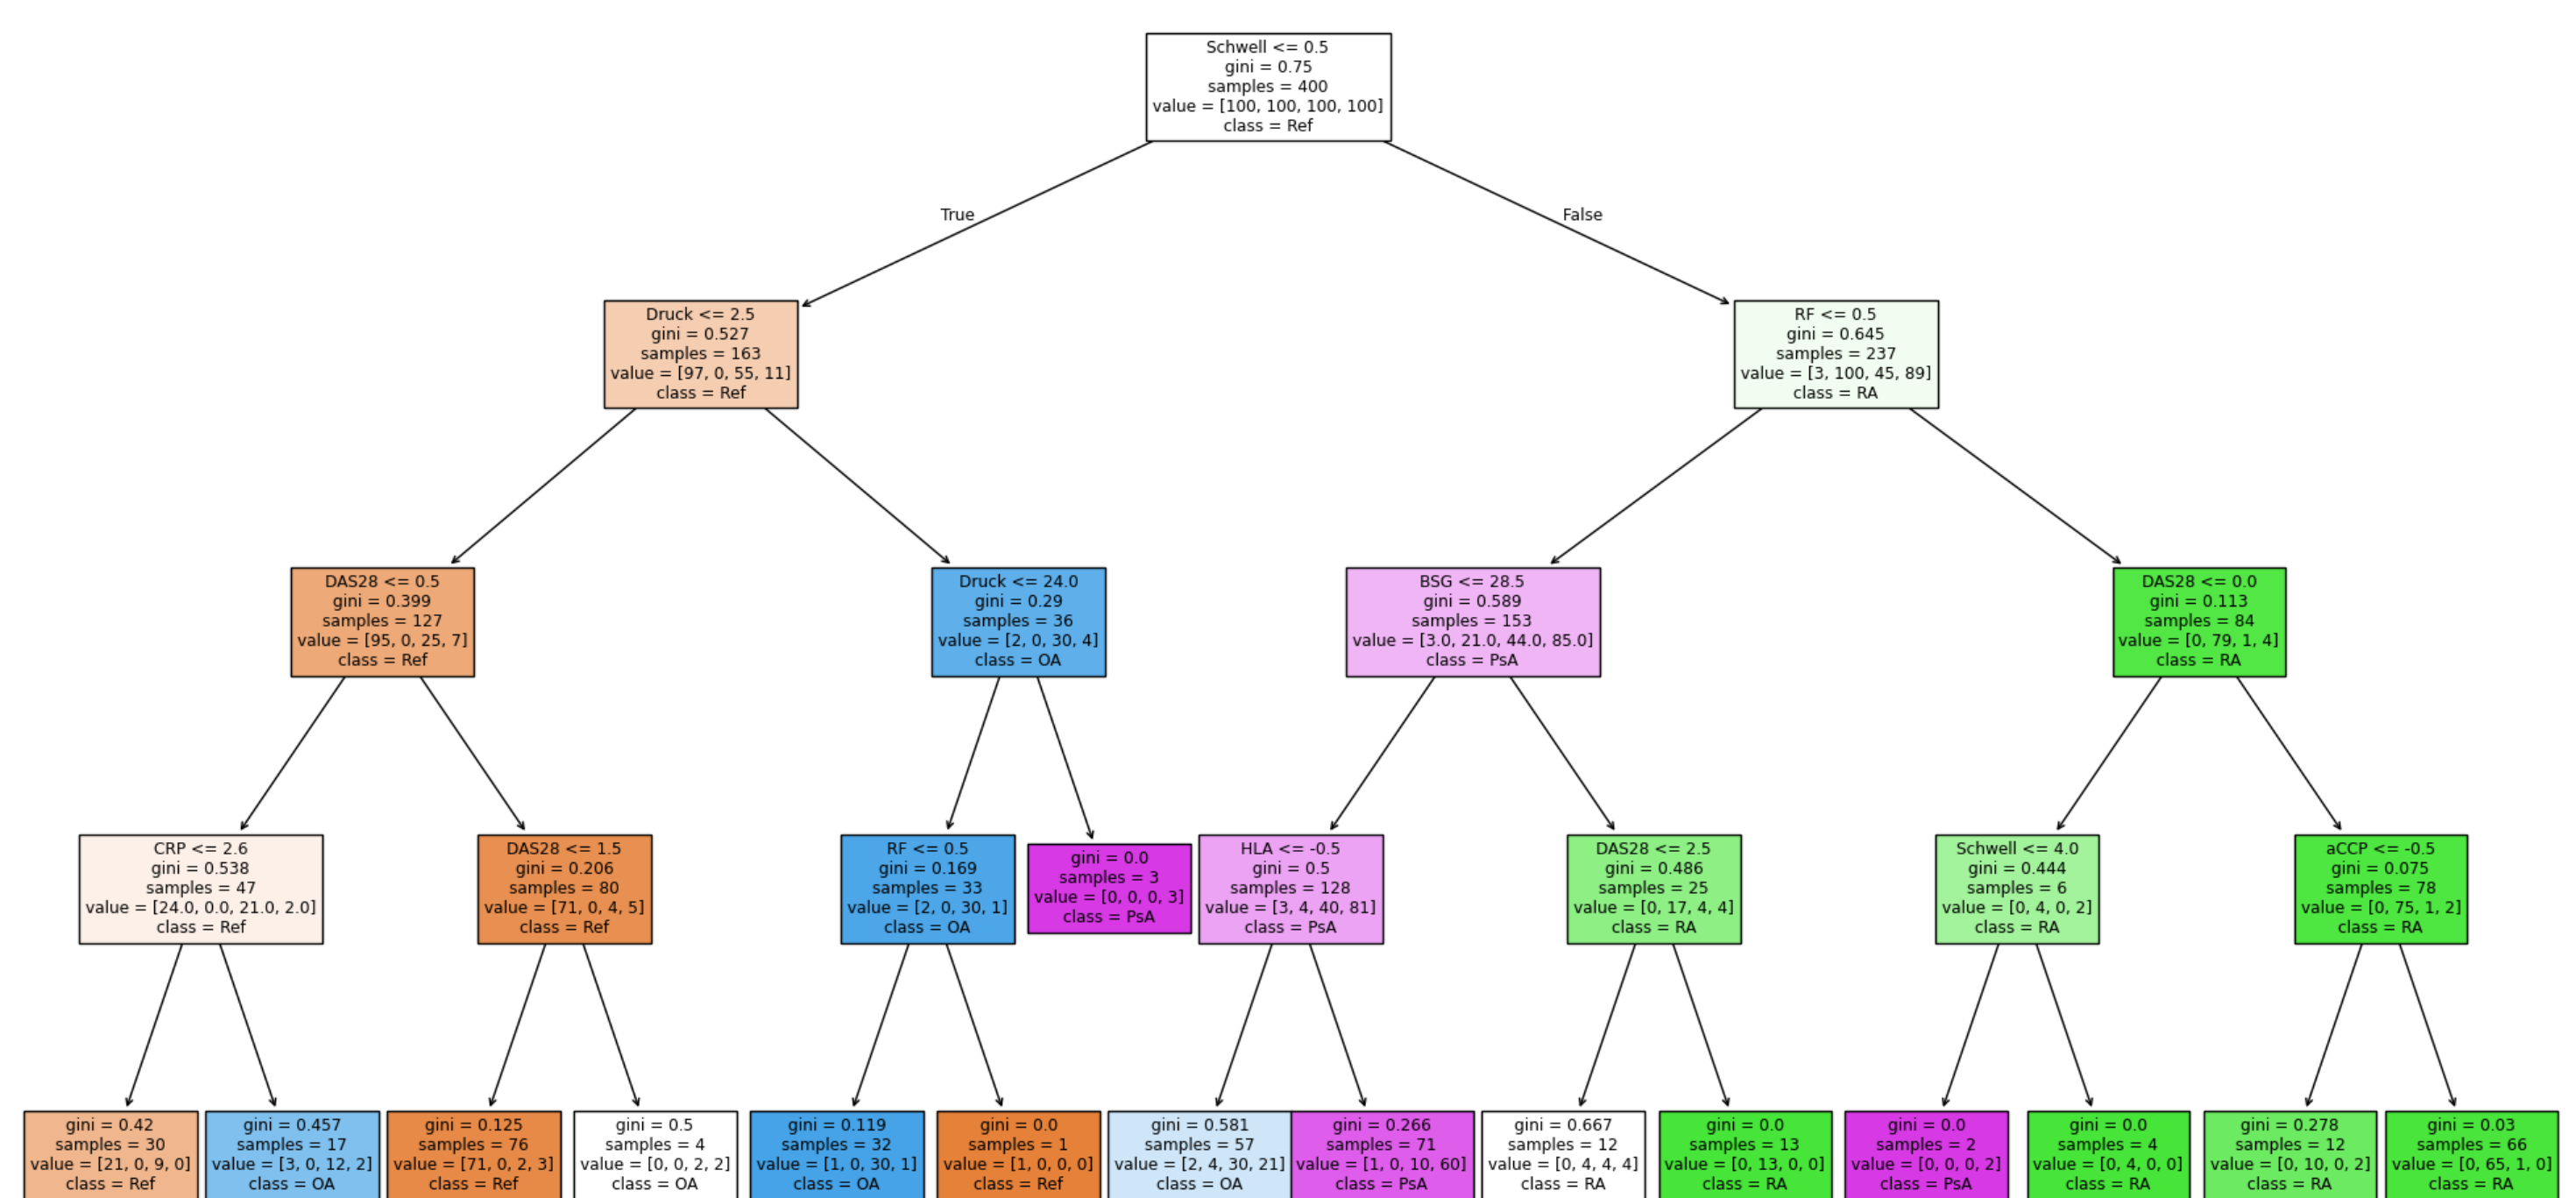 Schwell <= 0.5
gini = 0.75
samples = 400
value = [100, 100, 100, 100]
class = Ref
True
False
Druck <= 2.5
gini = 0.527
samples = 163
value = [97, 0, 55, 11]
class = Ref
RF <= 0.5
gini = 0.645
samples = 237
value = [3, 100, 45, 89]
class = RA
DAS28 <= 0.5
gini = 0.399
samples = 127
value = [95, 0, 25, 7]
class = Ref
Druck <= 24.0
gini = 0.29
samples = 36
value = [2, 0, 30, 4]
class = OA
BSG <= 28.5
gini = 0.589
samples = 153
value = [3.0, 21.0, 44.0, 85.0]
class = PsA
DAS28 <= 0.0
gini = 0.113
samples = 84
value = [0, 79, 1, 4]
class = RA
CRP <= 2.6
gini = 0.538
samples = 47
value = [24.0, 0.0, 21.0, 2.0]
class = Ref
DAS28 <= 1.5
gini = 0.206
samples = 80
value = [71, 0, 4, 5]
class = Ref
RF <= 0.5
gini = 0.169
samples = 33
value = [2, 0, 30, 1]
class = OA
gini = 0.0
samples = 3
value = [0, 0, 0, 3]
class = PsA
HLA <= -0.5
gini = 0.5
samples = 128
value = [3, 4, 40, 81]
class = PsA
DAS28 <= 2.5
gini = 0.486
samples = 25
value = [0, 17, 4, 4]
class = RA
Schwell <= 4.0
gini = 0.444
samples = 6
value = [0, 4, 0, 2]
class = RA
aCCP <= -0.5
gini = 0.075
samples = 78
value = [0, 75, 1, 2]
class = RA
gini = 0.42
samples = 30
value = [21, 0, 9, 0]
class = Ref
gini = 0.457
samples = 17
value = [3, 0, 12, 2]
class = OA
gini = 0.125
samples = 76
value = [71, 0, 2, 3]
class = Ref
gini = 0.5
samples = 4
value = [0, 0, 2, 2]
class = OA
gini = 0.119
samples = 32
value = [1, 0, 30, 1]
class = OA
gini = 0.0
samples = 1
value = [1, 0, 0, 0]
class = Ref
gini = 0.581
samples = 57
value = [2, 4, 30, 21]
class = OA
gini = 0.266
samples = 71
value = [1, 0, 10, 60]
class = PsA
gini = 0.667
samples = 12
value = [0, 4, 4, 4]
class = RA
gini = 0.0
samples = 13
value = [0, 13, 0, 0]
class = RA
gini = 0.0
samples = 2
value = [0, 0, 0, 2]
class = PsA
gini = 0.0
samples = 4
value = [0, 4, 0, 0]
class = RA
gini = 0.278
samples = 12
value = [0, 10, 0, 2]
class = RA
gini = 0.03
samples = 66
value = [0, 65, 1, 0]
class = RA